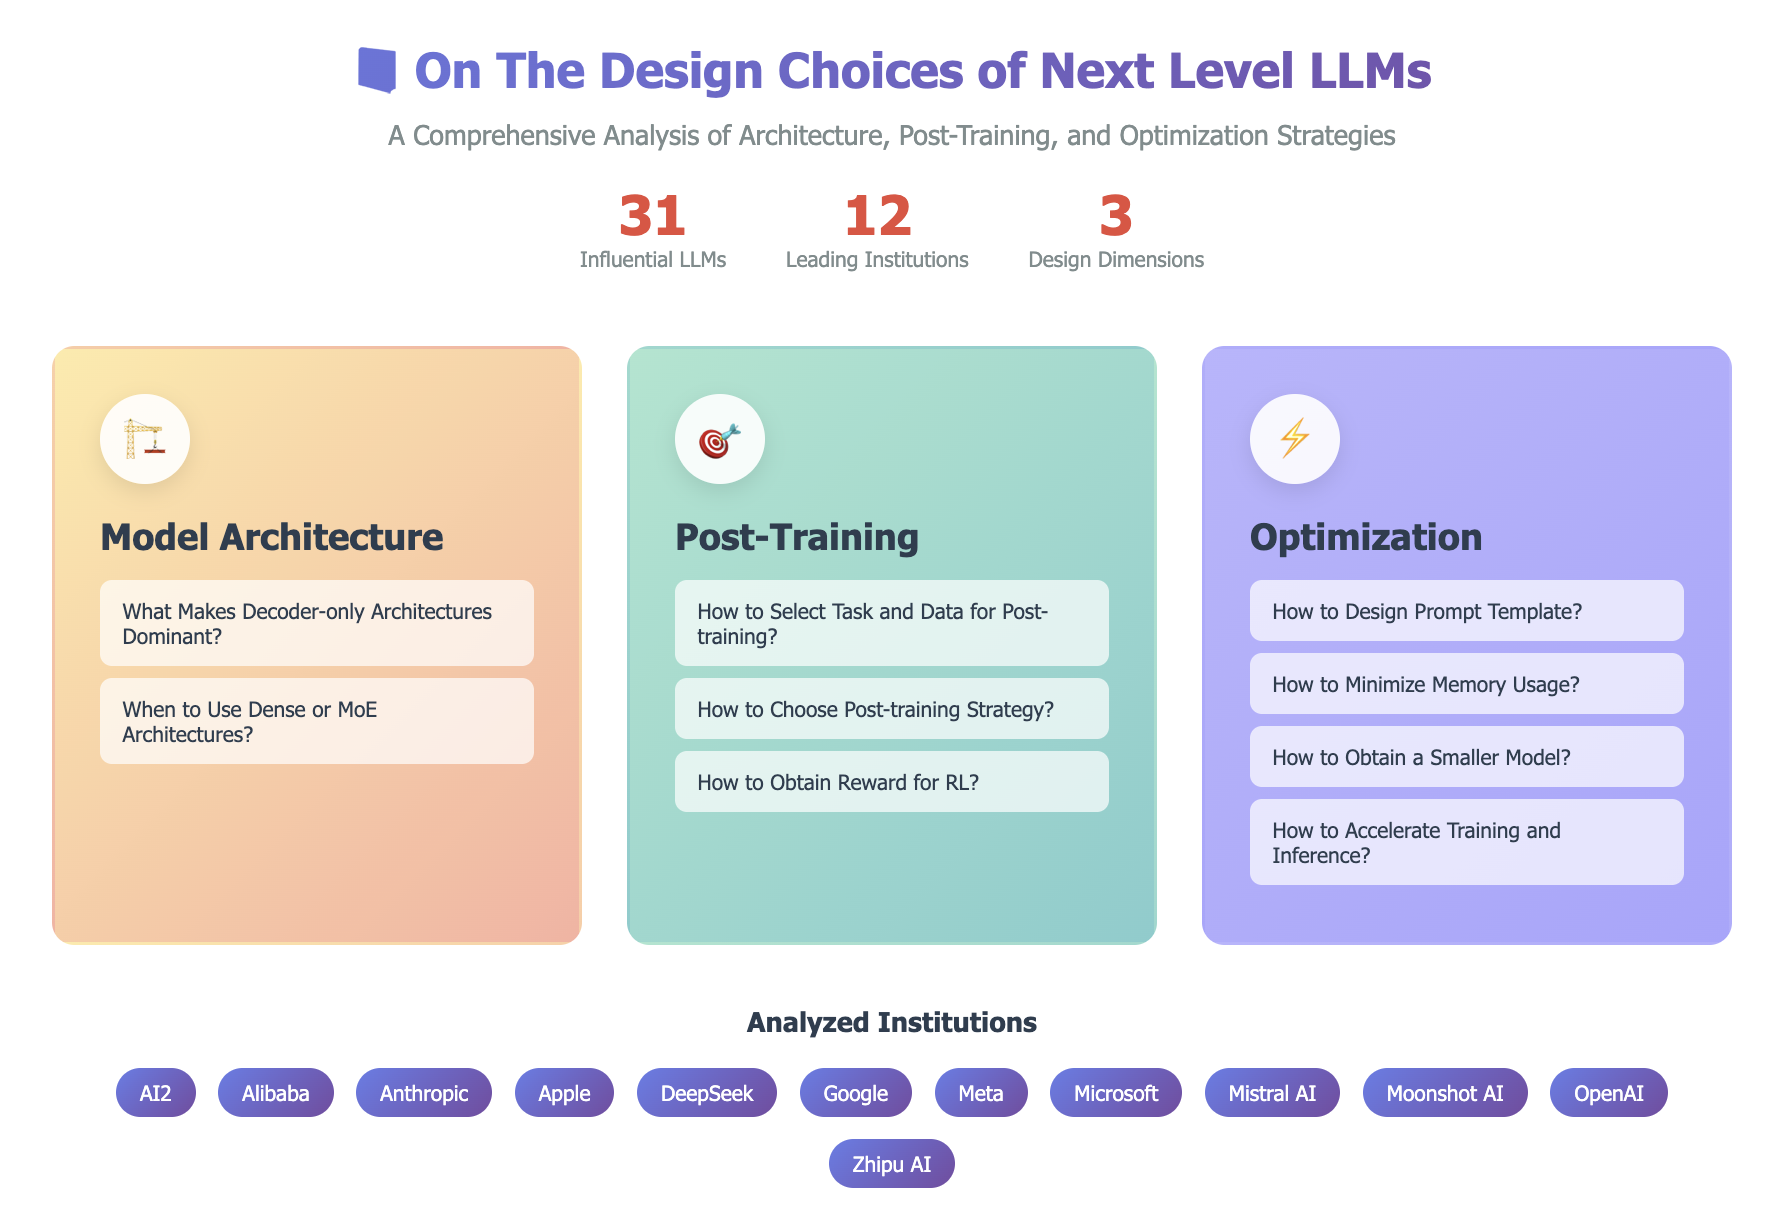 On The Design Choices of Next Level LLMs
A Comprehensive Analysis of Architecture, Post-Training, and Optimization Strategies
31
Influential LLMs
12
Leading Institutions
3
Design Dimensions
Model Architecture
What Makes Decoder-only Architectures
Dominant?
When to Use Dense or MoE
Architectures?
Post-Training
How to Select Task and Data for Post-
training?
How to Choose Post-training Strategy?
How to Obtain Reward for RL?
Optimization
How to Design Prompt Template?
How to Minimize Memory Usage?
How to Obtain a Smaller Model?
How to Accelerate Training and
Inference?
Analyzed Institutions
AI2
Alibaba
Anthropic
Apple
DeepSeek
Google
Meta
Microsoft
Mistral AI
Moonshot AI
OpenAI
Zhipu AI